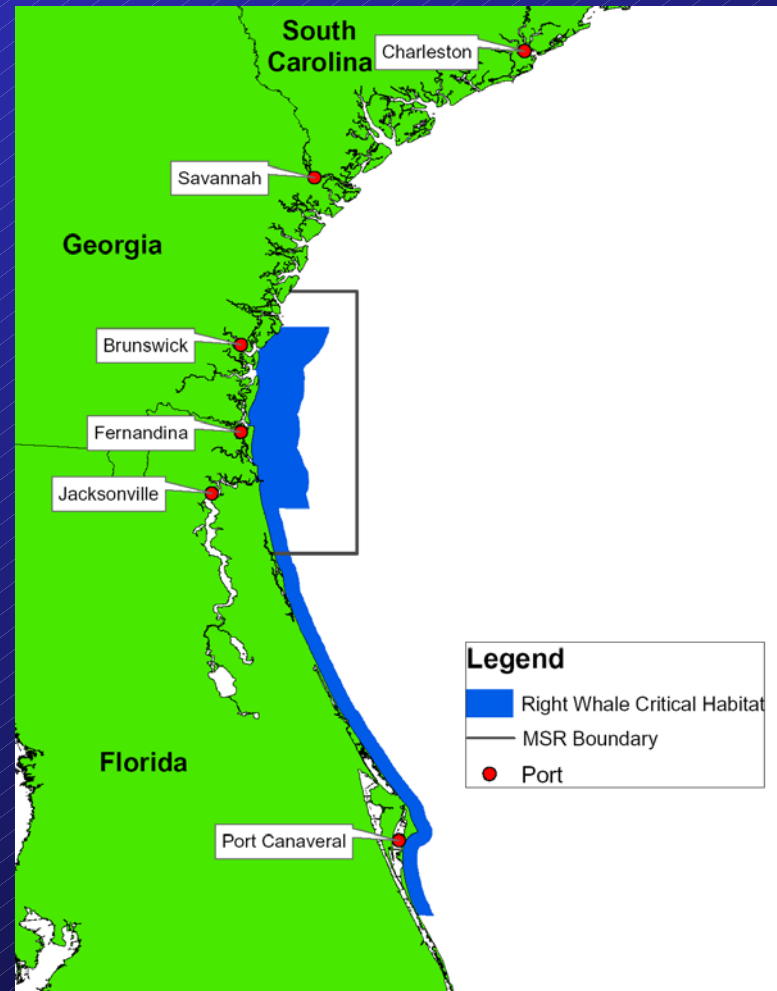 South
Carolina
Charleston
Savannah
Georgia
Brunswick
Fernandina
Jacksonville
Legend
Right Whale Critical Habitat
MSR Boundary
Port
Florida
Port Canaveral